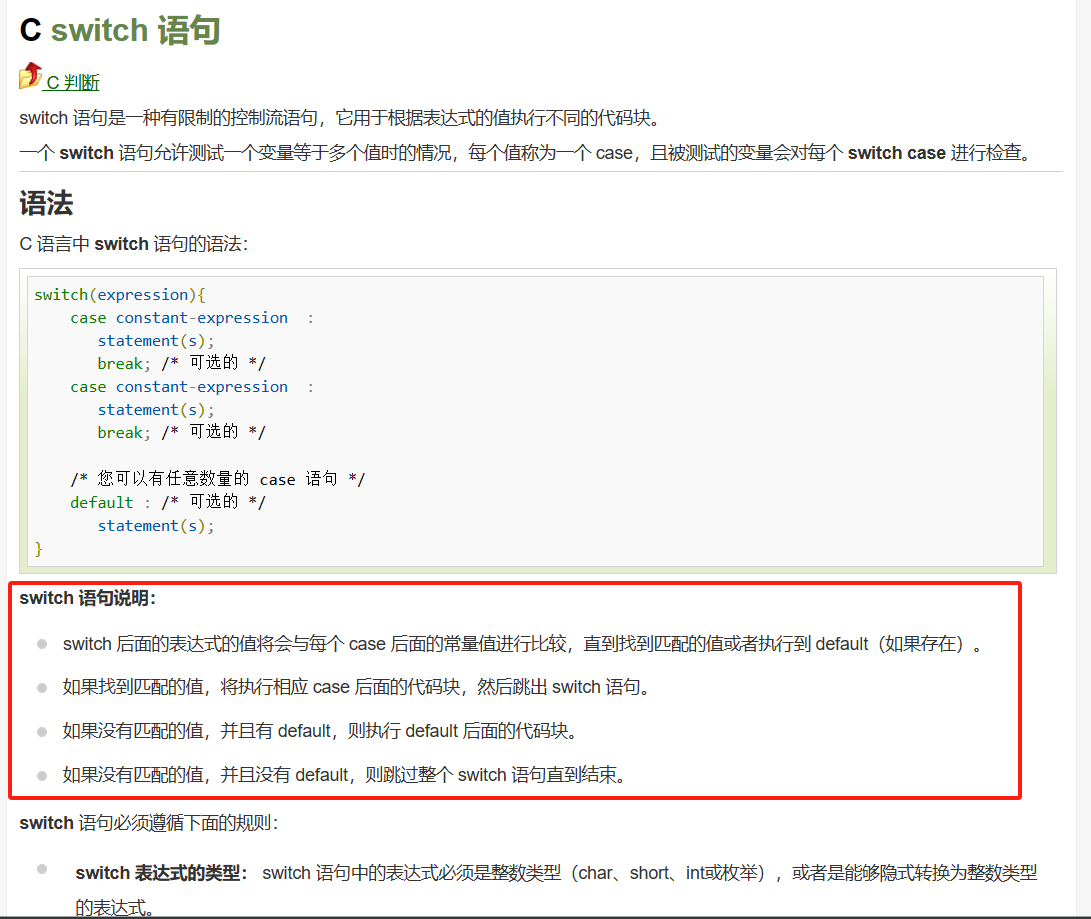 C switch 语句
C 判断
switch 语句是一种有限制的控制流语句，它用于根据表达式的值执行不同的代码块。
一个 switch 语句允许测试一个变量等于多个值时的情况，每个值称为一个 case，且被测试的变量会对每个 switch case 进行检查。
语法
C 语言中 switch 语句的语法：
switch(expression){
    case constant-expression  :
       statement(s);
       break; /* 可选的 */
    case constant-expression  :
       statement(s);
       break; /* 可选的 */
    /* 您可以有任意数量的 case 语句 */
    default : /* 可选的 */
       statement(s);
}
switch 语句说明：
switch 后面的表达式的值将会与每个 case 后面的常量值进行比较，直到找到匹配的值或者执行到 default（如果存在）。
如果找到匹配的值，将执行相应 case 后面的代码块，然后跳出 switch 语句。
如果没有匹配的值，并且有 default，则执行 default 后面的代码块。
如果没有匹配的值，并且没有 default，则跳过整个 switch 语句直到结束。
switch 语句必须遵循下面的规则：
switch 表达式的类型： switch 语句中的表达式必须是整数类型（char、short、int或枚举），或者是能够隐式转换为整数类型
的表达式。